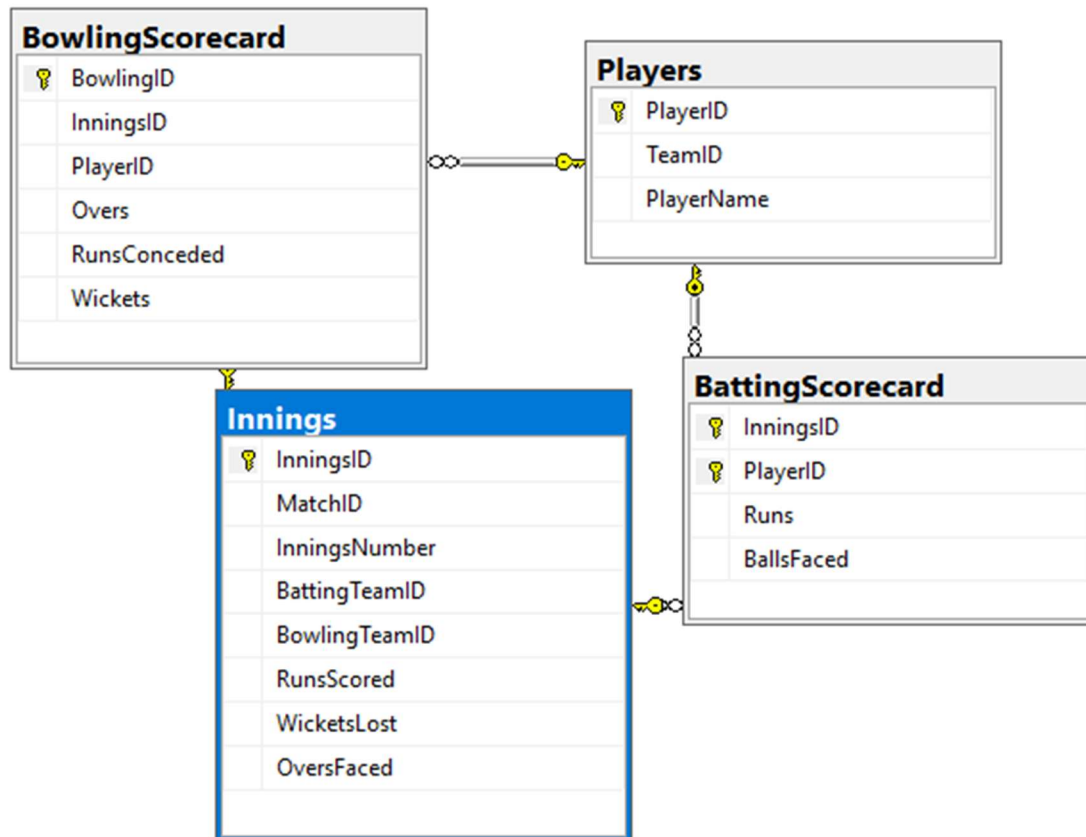 BowlingScorecard
BowlingID
InningsID
PlayerID
Overs
RunsConceded
Wickets
Players
PlayerID
TeamID
PlayerName
Innings
InningsID
MatchID
InningsNumber
BattingTeamID
BowlingTeamID
RunsScored
WicketsLost
OversFaced
BattingScorecard
InningsID
PlayerID
Runs
BallsFaced